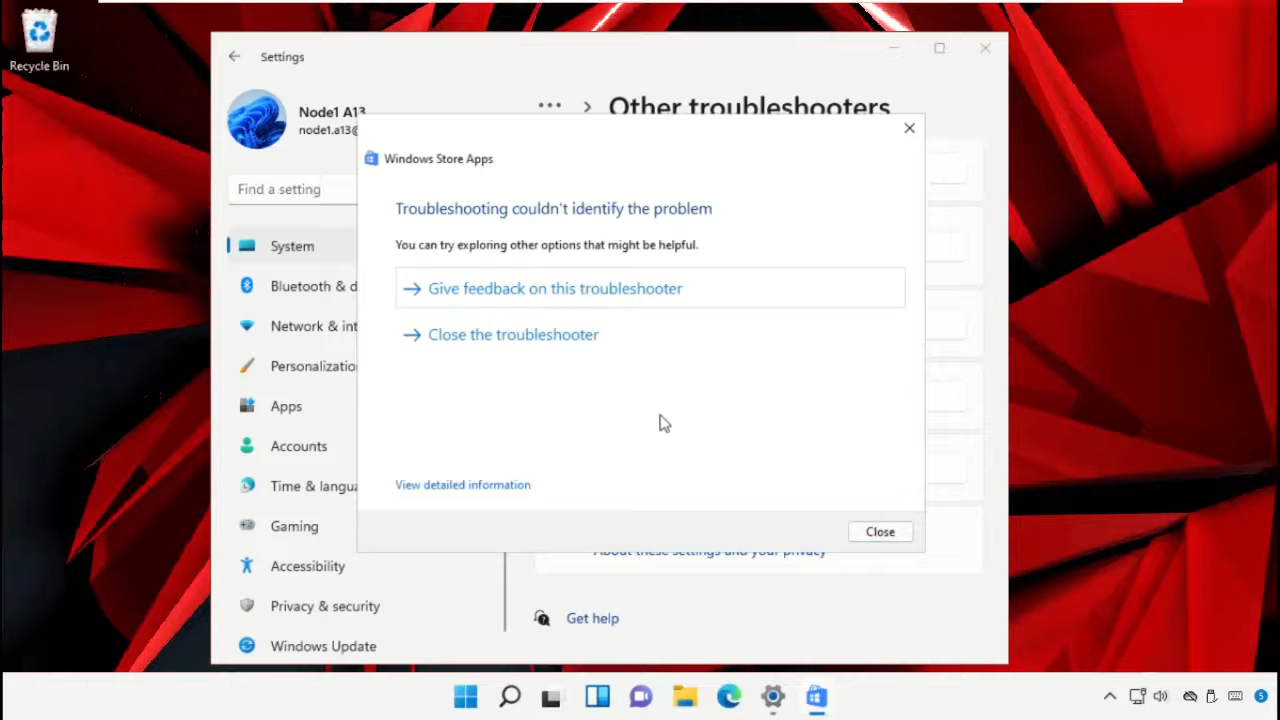 Recycle Bin
Settings
Node1 A13
node1.a13@
Find a setting
System
Bluetooth & d
Network & int
Personalizatio
Apps
Accounts
Time & langua
Gaming
Accessibility
Privacy & security
Windows Update
... > Other troubleshooters
Windows Store Apps
Troubleshooting couldn't identify the problem
You can try exploring other options that might be helpful.
Give feedback on this troubleshooter
Close the troubleshooter
View detailed information
Close
About these settings and your privacy
Get help
5